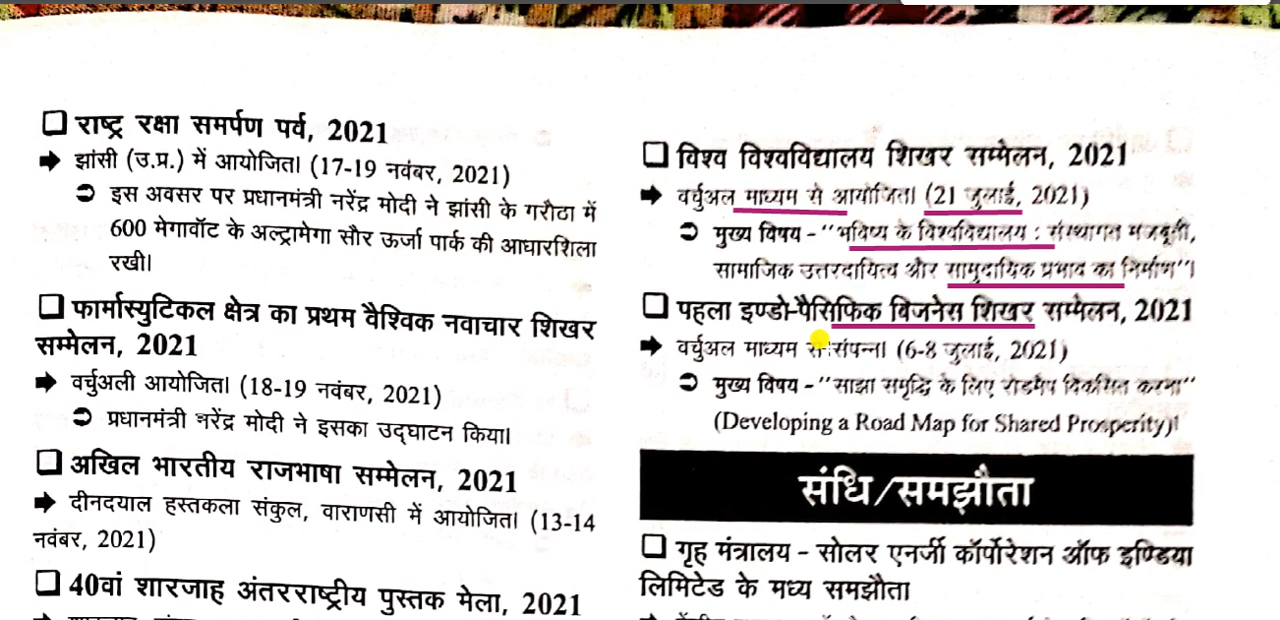 ❑ राष्ट्र रक्षा समर्पण पर्व, 2021
➡ झांसी (उ.प्र.) में आयोजित। (17-19 नवंबर, 2021)
➲ इस अवसर पर प्रधानमंत्री नरेंद्र मोदी ने झांसी के गरौठा में
600 मेगावॉट के अल्ट्रामेगा सौर ऊर्जा पार्क की आधारशिला
रखी।
❑ फार्मास्युटिकल क्षेत्र का प्रथम वैश्विक नवाचार शिखर
सम्मेलन, 2021
➡ वर्चुअली आयोजित। (18-19 नवंबर, 2021)
➲ प्रधानमंत्री नरेंद्र मोदी ने इसका उद्घाटन किया।
❑ अखिल भारतीय राजभाषा सम्मेलन, 2021
➡ दीनदयाल हस्तकला संकुल, वाराणसी में आयोजित। (13-14
नवंबर, 2021)
❑ 40वां शारजाह अंतरराष्ट्रीय पुस्तक मेला, 2021
❑ विश्व विश्वविद्यालय शिखर सम्मेलन, 2021
➡ वर्चुअल माध्यम से आयोजित। (21 जुलाई, 2021)
➲ मुख्य विषय - "भविष्य के विश्वविद्यालय : संस्थागत मजबूती,
सामाजिक उत्तरदायित्व और सामुदायिक प्रभाव का निर्माण"।
❑ पहला इण्डो-पैसिफिक बिजनेस शिखर सम्मेलन, 2021
➡ वर्चुअल माध्यम से संपन्न। (6-8 जुलाई, 2021)
➲ मुख्य विषय - "साझा समृद्धि के लिए रोडमैप विकसित करना"
(Developing a Road Map for Shared Prosperity)।
संधि/समझौता
❑ गृह मंत्रालय - सोलर एनर्जी कॉर्पोरेशन ऑफ इण्डिया
लिमिटेड के मध्य समझौता